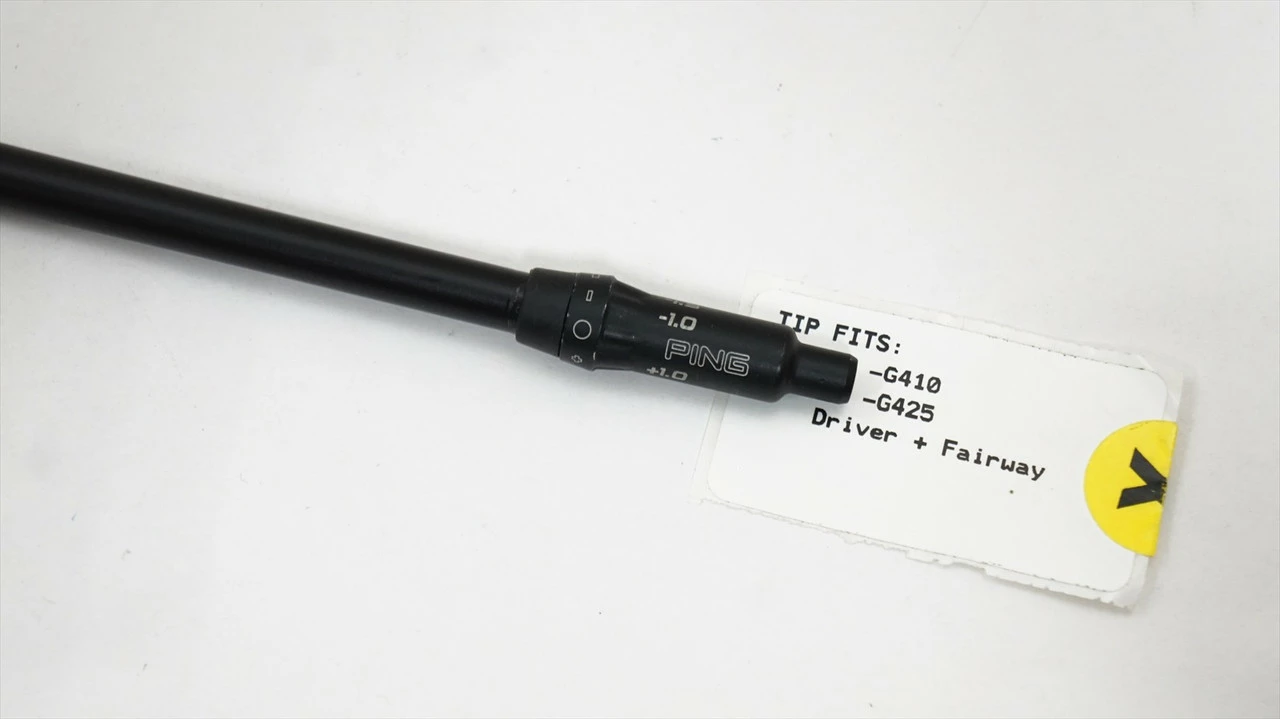 -1.0
PING
+1.0
TIP FITS:
-G410
-G425
Driver + Fairway